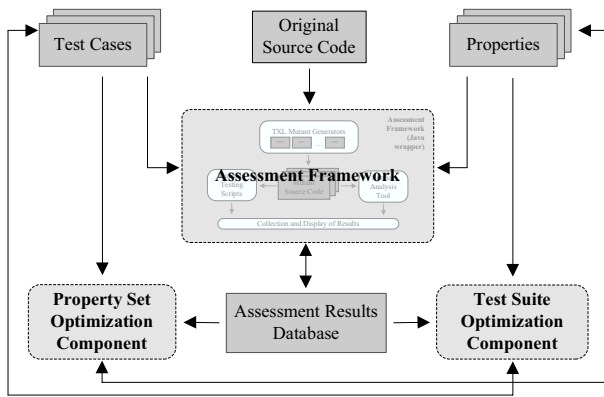 Test Cases
Original
Source Code
Properties
Assessment
Framework
(Java
wrapper)
TXL Mutant Generators
Assessment Framework
Testing
Scripts
Mutant
Source Code
Analysis
Tool
Collection and Display of Results
Property Set
Optimization
Component
Assessment Results
Database
Test Suite
Optimization
Component